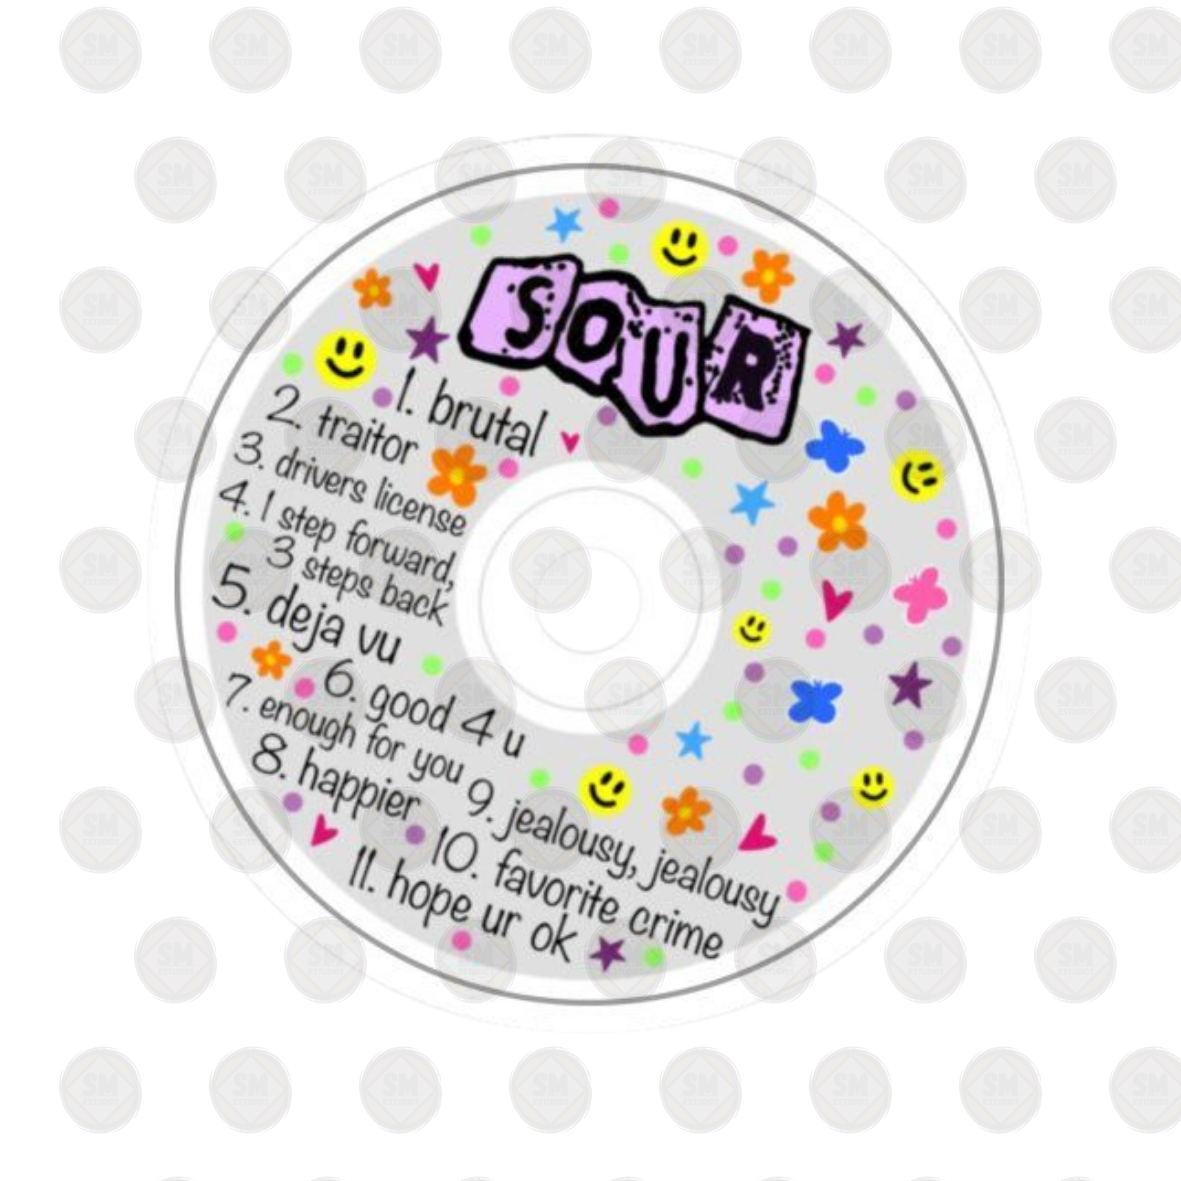 SOUR
1. brutal
2. traitor
3. drivers license
4. 1 step forward,
3 steps back
5. deja vu
6. good 4 u
7. enough for you
8. happier
9. jealousy, jealousy
10. favorite crime
11. hope ur ok
SM